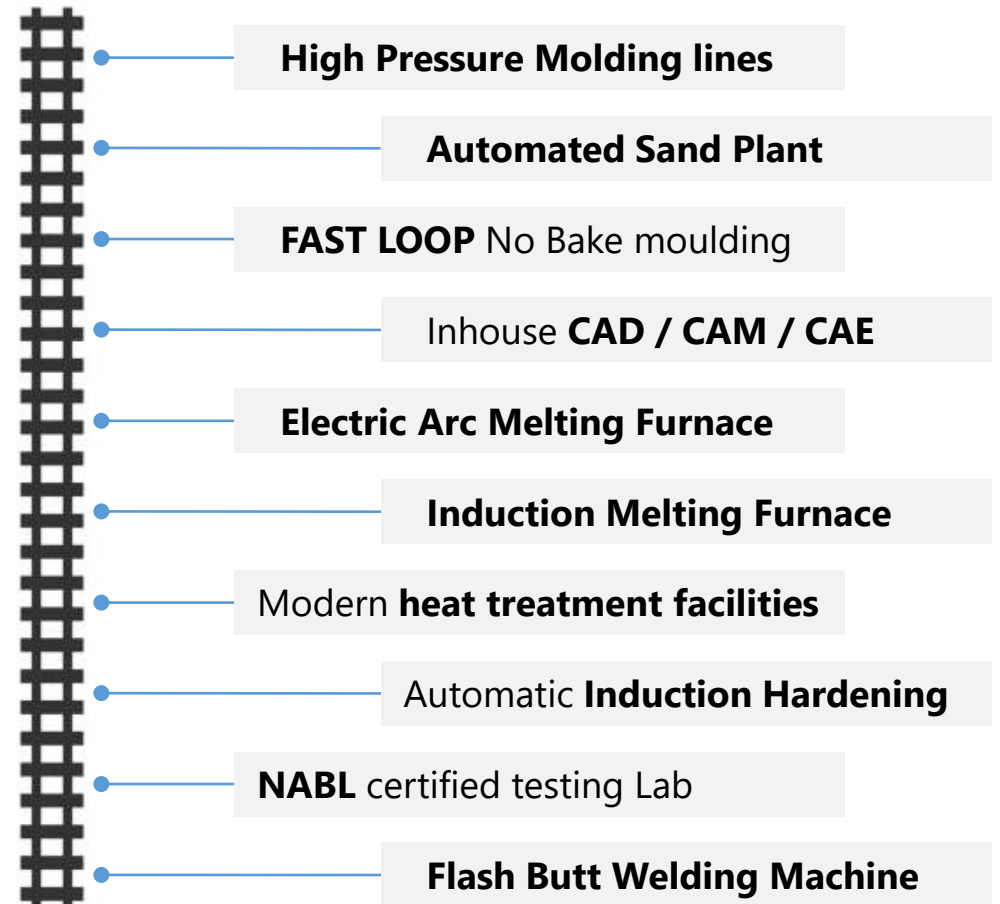 High Pressure Molding lines
Automated Sand Plant
FAST LOOP No Bake moulding
Inhouse CAD / CAM / CAE
Electric Arc Melting Furnace
Induction Melting Furnace
Modern heat treatment facilities
Automatic Induction Hardening
NABL certified testing Lab
Flash Butt Welding Machine